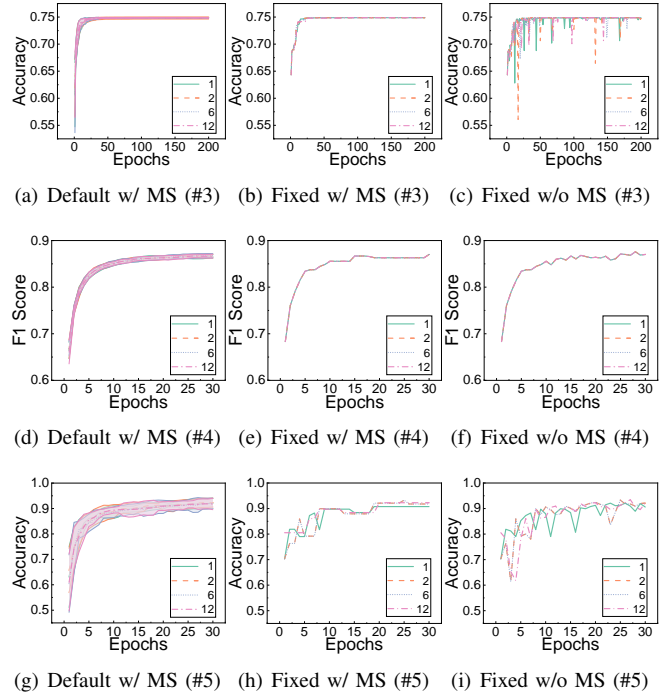 0.75
0.70
0.65
0.60
0.55
Accuracy
1
2
6
12
0 50 100 150 200
Epochs
0.75
0.70
0.65
0.60
0.55
Accuracy
1
2
6
12
0 50 100 150 200
Epochs
0.75
0.70
0.65
0.60
0.55
Accuracy
1
2
6
12
0 50 100 150 200
Epochs
(a) Default w/ MS (#3)
(b) Fixed w/ MS (#3)
(c) Fixed w/o MS (#3)
0.9
0.8
0.7
0.6
F1 Score
1
2
6
12
0 5 10 15 20 25 30
Epochs
0.9
0.8
0.7
0.6
F1 Score
1
2
6
12
0 5 10 15 20 25 30
Epochs
0.9
0.8
0.7
0.6
F1 Score
1
2
6
12
0 5 10 15 20 25 30
Epochs
(d) Default w/ MS (#4)
(e) Fixed w/ MS (#4)
(f) Fixed w/o MS (#4)
1.0
0.9
0.8
0.7
0.6
0.5
Accuracy
1
2
6
12
0 5 10 15 20 25 30
Epochs
1.0
0.9
0.8
0.7
0.6
0.5
Accuracy
1
2
6
12
0 5 10 15 20 25 30
Epochs
1.0
0.9
0.8
0.7
0.6
0.5
Accuracy
1
2
6
12
0 5 10 15 20 25 30
Epochs
(g) Default w/ MS (#5)
(h) Fixed w/ MS (#5)
(i) Fixed w/o MS (#5)